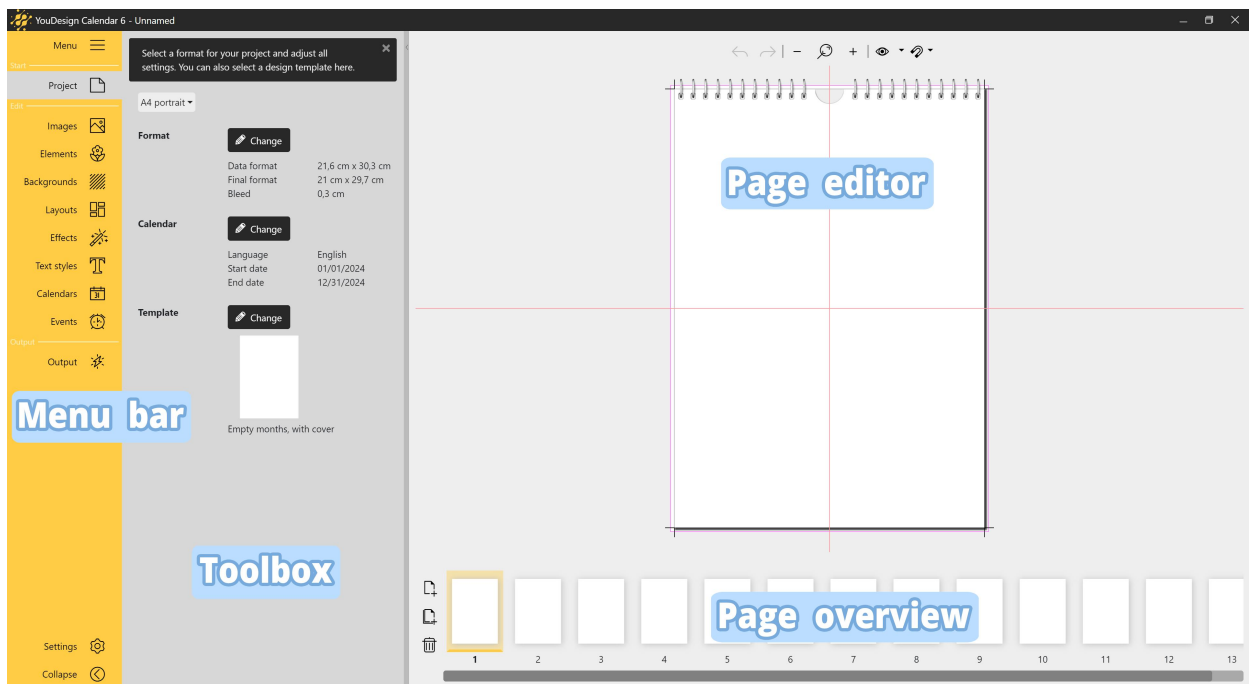 YouDesign Calendar 6 - Unnamed
Menu
Start
Project
Edit
Images
Elements
Backgrounds
Layouts
Effects
Text styles
Calendars
31
Events
Output
Output
Menu bar
Settings
Collapse
Select a format for your project and adjust all
settings. You can also select a design template here.
A4 portrait
Format
Change
Data format 21,6 cm x 30,3 cm
Final format 21 cm x 29,7 cm
Bleed 0,3 cm
Calendar
Change
Language English
Start date 01/01/2024
End date 12/31/2024
Template
Change
Empty months, with cover
Toolbox
Page editor
Page overview
1 2 3 4 5 6 7 8 9 10 11 12 13